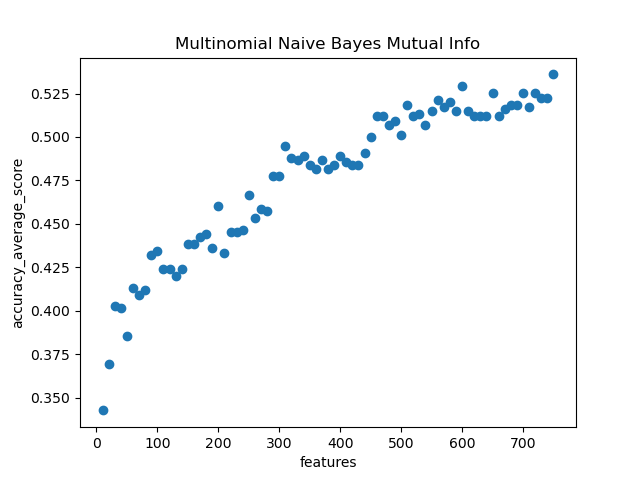 Multinomial Naive Bayes Mutual Info
0.525
0.500
0.475
0.450
0.425
0.400
0.375
0.350
accuracy_average_score
0 100 200 300 400 500 600 700
features